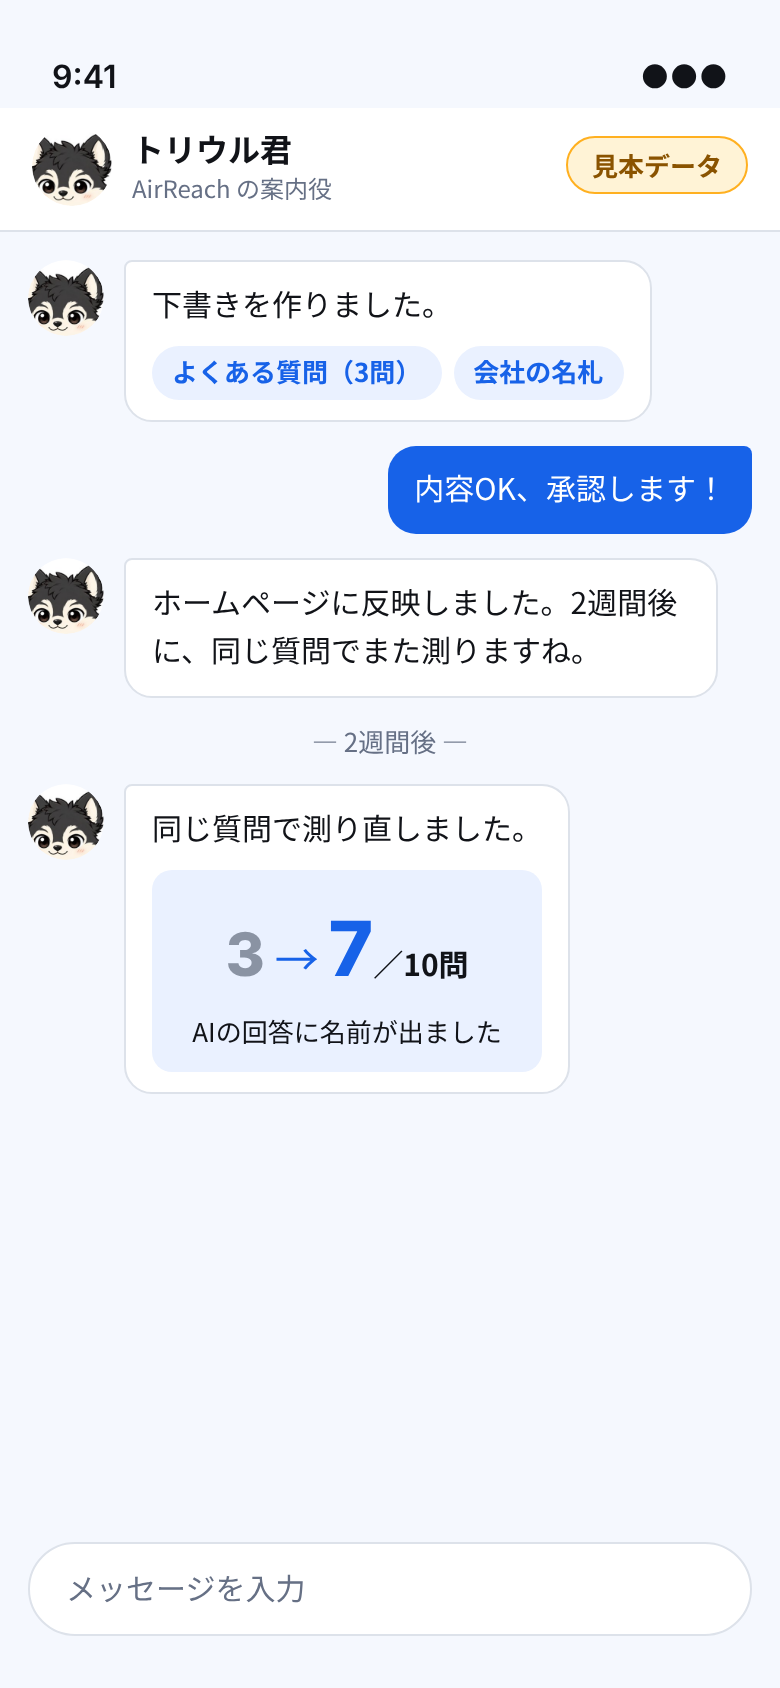 9:41
トリウル君
AirReach の案内役
見本データ
下書きを作りました。
よくある質問（3問）
会社の名札
内容OK、承認します！
ホームページに反映しました。2週間後
に、同じ質問でまた測りますね。
— 2週間後 —
同じ質問で測り直しました。
3 → 7／10問
AIの回答に名前が出ました
メッセージを入力